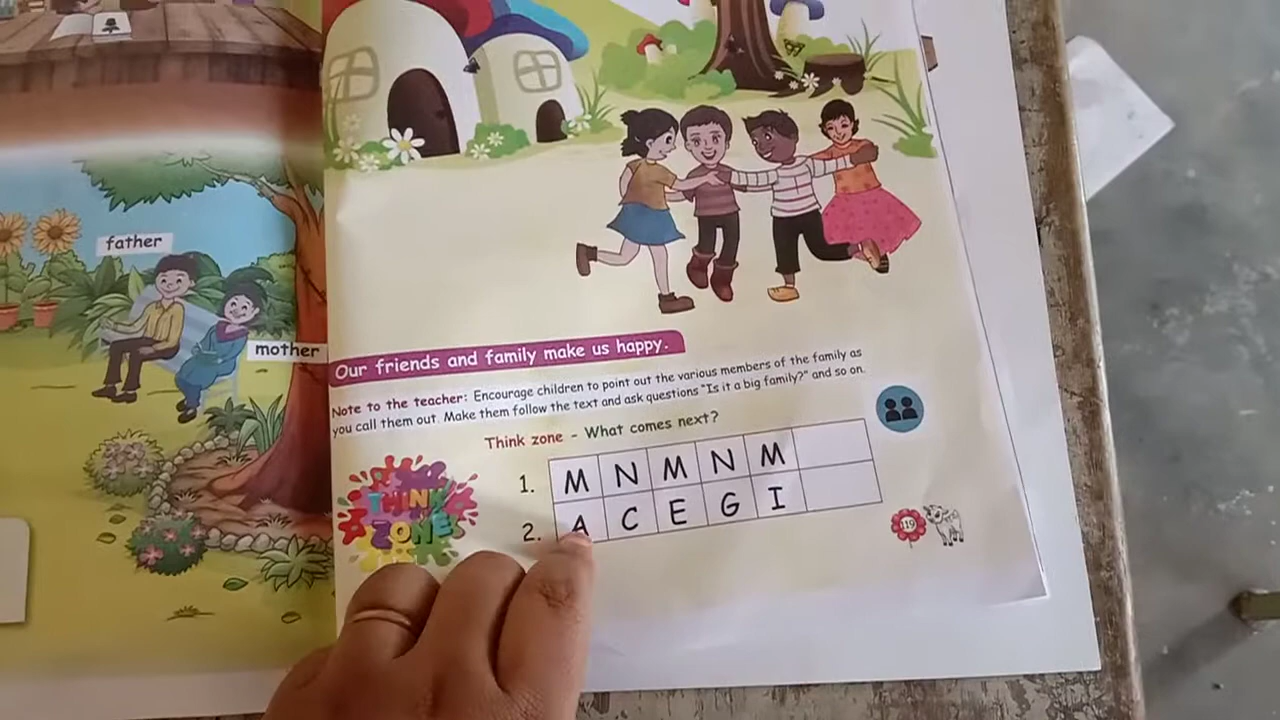 father
mother
Our friends and family make us happy.
Note to the teacher: Encourage children to point out the various members of the family as
you call them out. Make them follow the text and ask questions "Is it a big family?" and so on.
Think zone - What comes next?
THINK
ZONE
1. M N M N M
2. A C E G I
119